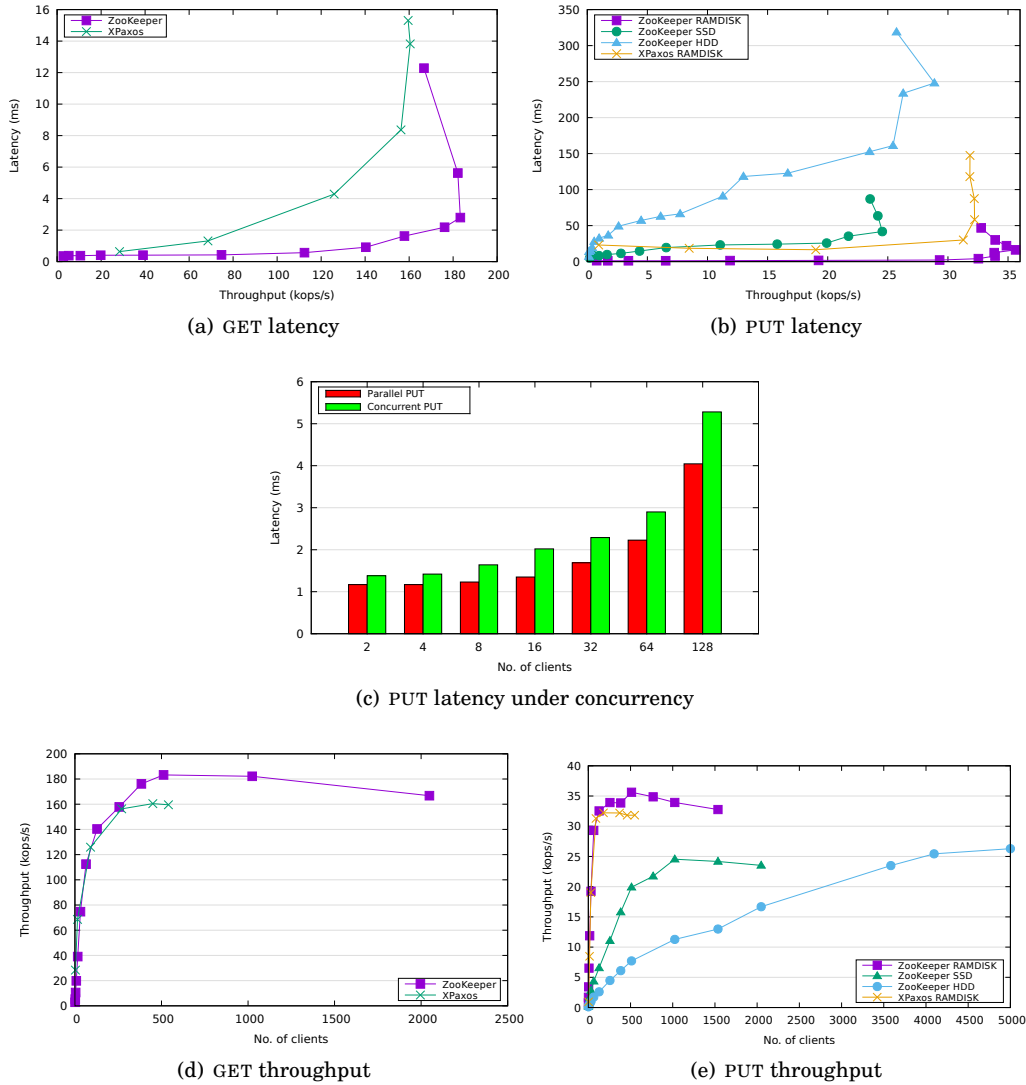 ZooKeeper
XPaxos
16
14
12
10
8
6
4
2
0
Latency (ms)
0 20 40 60 80 100 120 140 160 180 200
Throughput (kops/s)
(a) GET latency
ZooKeeper RAMDISK
ZooKeeper SSD
ZooKeeper HDD
XPaxos RAMDISK
350
300
250
200
150
100
50
0
Latency (ms)
0 5 10 15 20 25 30 35
Throughput (kops/s)
(b) PUT latency
Parallel PUT
Concurrent PUT
6
5
4
3
2
1
0
Latency (ms)
2 4 8 16 32 64 128
No. of clients
(c) PUT latency under concurrency
200
180
160
140
120
100
80
60
40
20
0
Throughput (kops/s)
ZooKeeper
XPaxos
0 500 1000 1500 2000 2500
No. of clients
(d) GET throughput
40
35
30
25
20
15
10
5
0
Throughput (kops/s)
ZooKeeper RAMDISK
ZooKeeper SSD
ZooKeeper HDD
XPaxos RAMDISK
0 500 1000 1500 2000 2500 3000 3500 4000 4500 5000
No. of clients
(e) PUT throughput